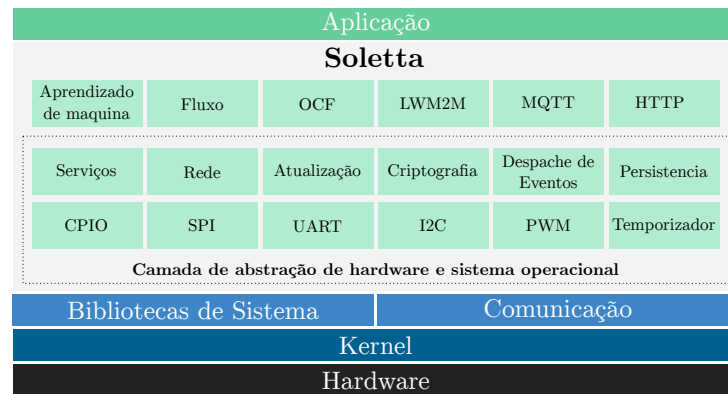 Aplicação
Soletta
Aprendizado
de maquina
Fluxo
OCF
LWM2M
MQTT
HTTP
Serviços
Rede
Atualização
Criptografia
Despache de
Eventos
Persistencia
CPIO
SPI
UART
I2C
PWM
Temporizador
Camada de abstração de hardware e sistema operacional
Bibliotecas de Sistema
Comunicação
Kernel
Hardware